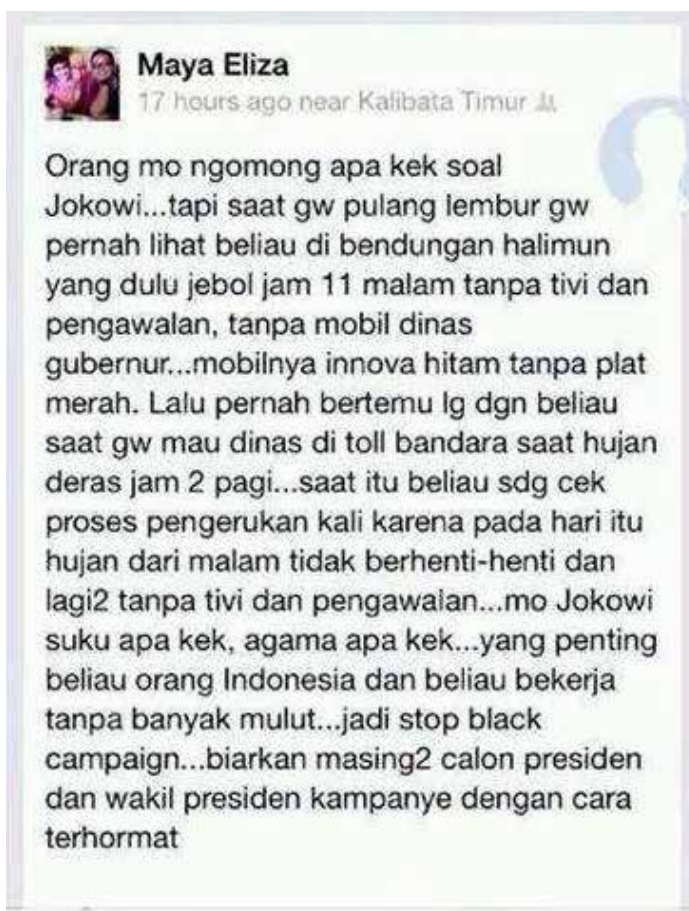 Maya Eliza
17 hours ago near Kalibata Timur
Orang mo ngomong apa kek soal
Jokowi...tapi saat gw pulang lembur gw
pernah lihat beliau di bendungan halimun
yang dulu jebol jam 11 malam tanpa tivi dan
pengawalan, tanpa mobil dinas
gubernur...mobilnya innova hitam tanpa plat
merah. Lalu pernah bertemu lg dgn beliau
saat gw mau dinas di toll bandara saat hujan
deras jam 2 pagi...saat itu beliau sdg cek
proses pengerukan kali karena pada hari itu
hujan dari malam tidak berhenti-henti dan
lagi2 tanpa tivi dan pengawalan...mo Jokowi
suku apa kek, agama apa kek...yang penting
beliau orang Indonesia dan beliau bekerja
tanpa banyak mulut...jadi stop black
campaign...biarkan masing2 calon presiden
dan wakil presiden kampanye dengan cara
terhormat